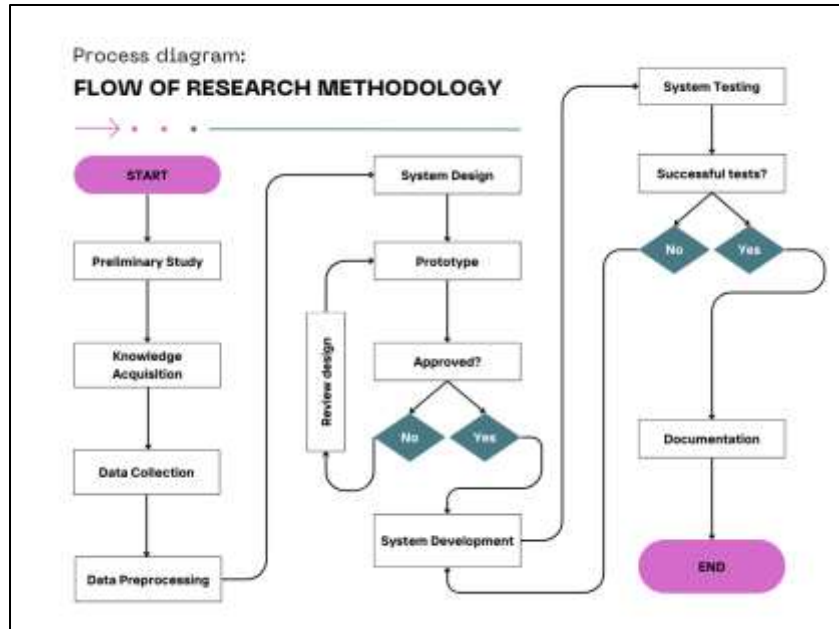 Process diagram:
FLOW OF RESEARCH METHODOLOGY
START
Preliminary Study
Knowledge
Acquisition
Data Collection
Data Preprocessing
System Design
Prototype
Review design
Approved?
No
Yes
System Development
System Testing
Successful tests?
No
Yes
Documentation
END